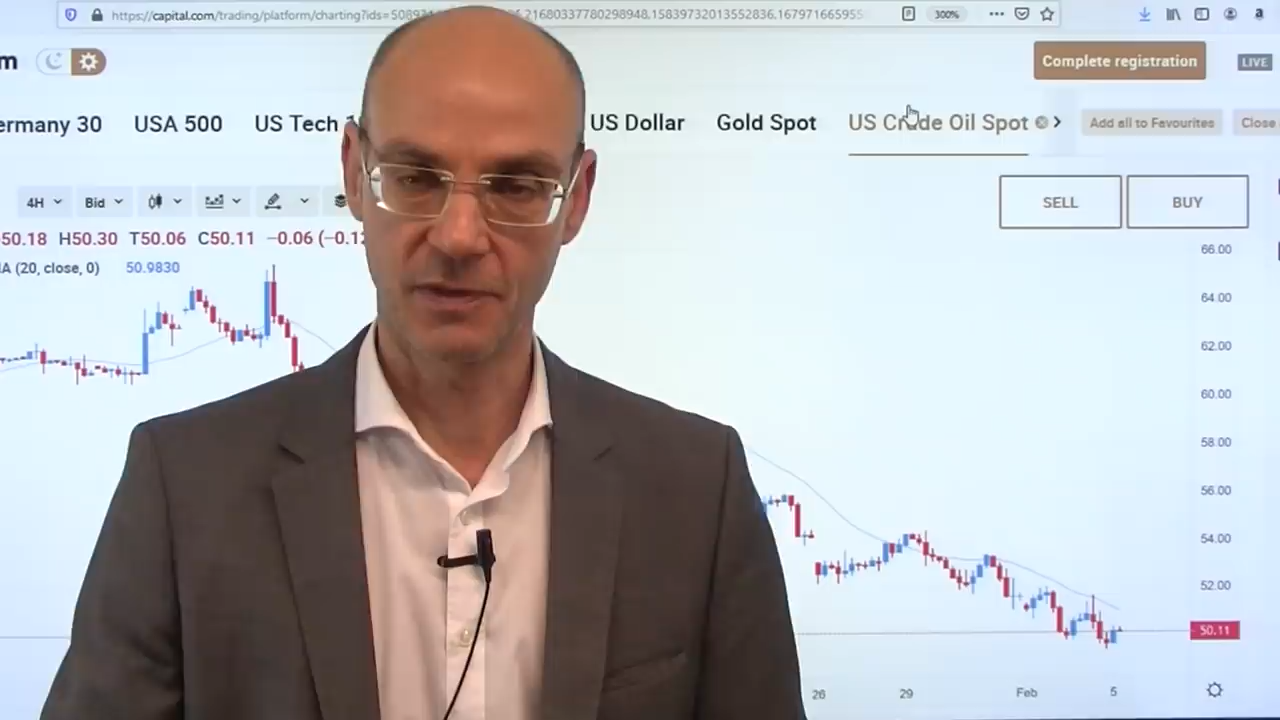 https://capital.com/trading/platform/charting?ids=
300%
m
Complete registration
LIVE
ermany 30
USA 500
US Tech
US Dollar
Gold Spot
US Crude Oil Spot
Add all to Favourites
Close
4H
Bid
SELL
BUY
50.18 H50.30 T50.06 C50.11 −0.06 (−0.1
A (20, close, 0) 50.9830
66.00
64.00
62.00
60.00
58.00
56.00
54.00
52.00
50.11
26
29
Feb
5